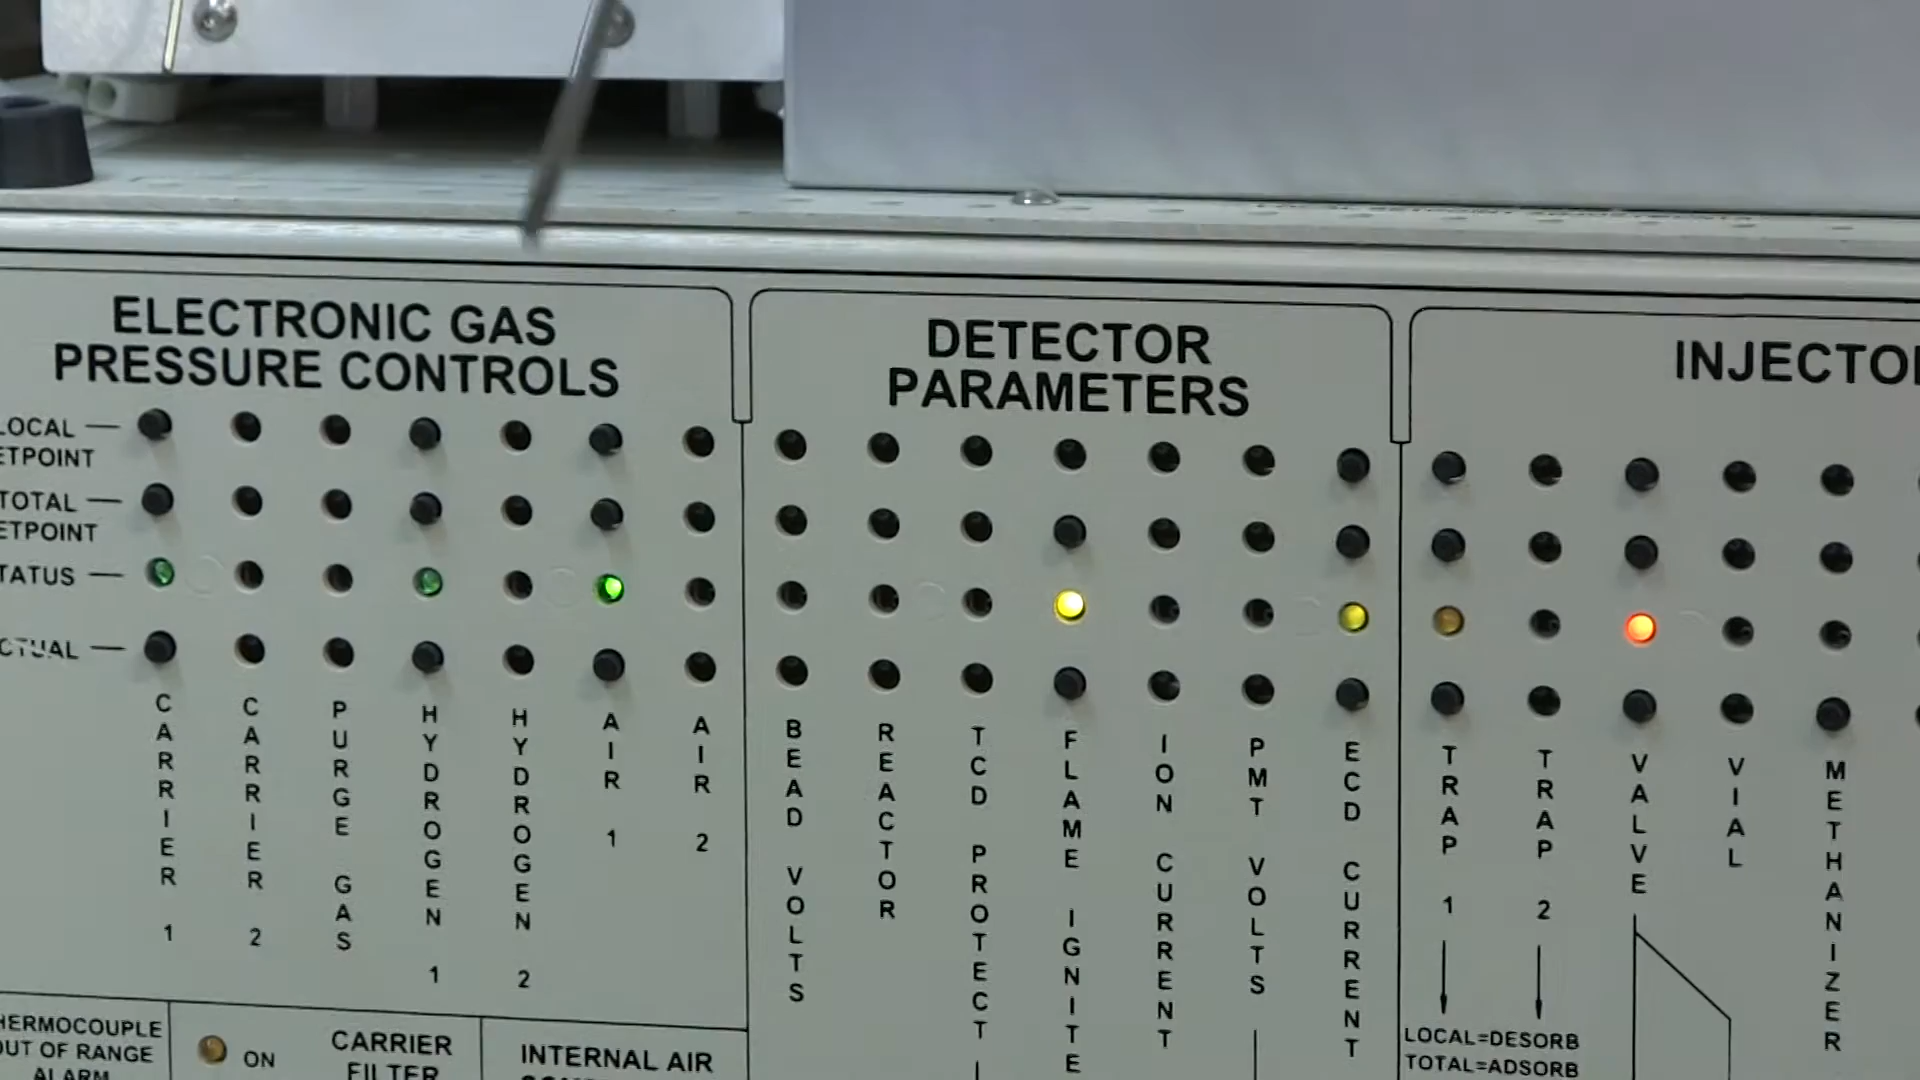 ELECTRONIC GAS
PRESSURE CONTROLS
LOCAL
ETPOINT
TOTAL
ETPOINT
TATUS
CTUAL
CARRIER 1
CARRIER 2
PURGE GAS
HYDROGEN 1
HYDROGEN 2
AIR 1
AIR 2
DETECTOR
PARAMETERS
BEAD VOLTS
REACTOR
TCD PROTECT
FLAME IGNITE
ION CURRENT
PMT VOLTS
ECD CURRENT
INJECTO
TRAP 1
TRAP 2
VALVE
VIAL
METHANIZER
LOCAL=DESORB
TOTAL=ADSORB
HERMOCOUPLE
OUT OF RANGE
ALARM
ON
CARRIER
FILTER
INTERNAL AIR